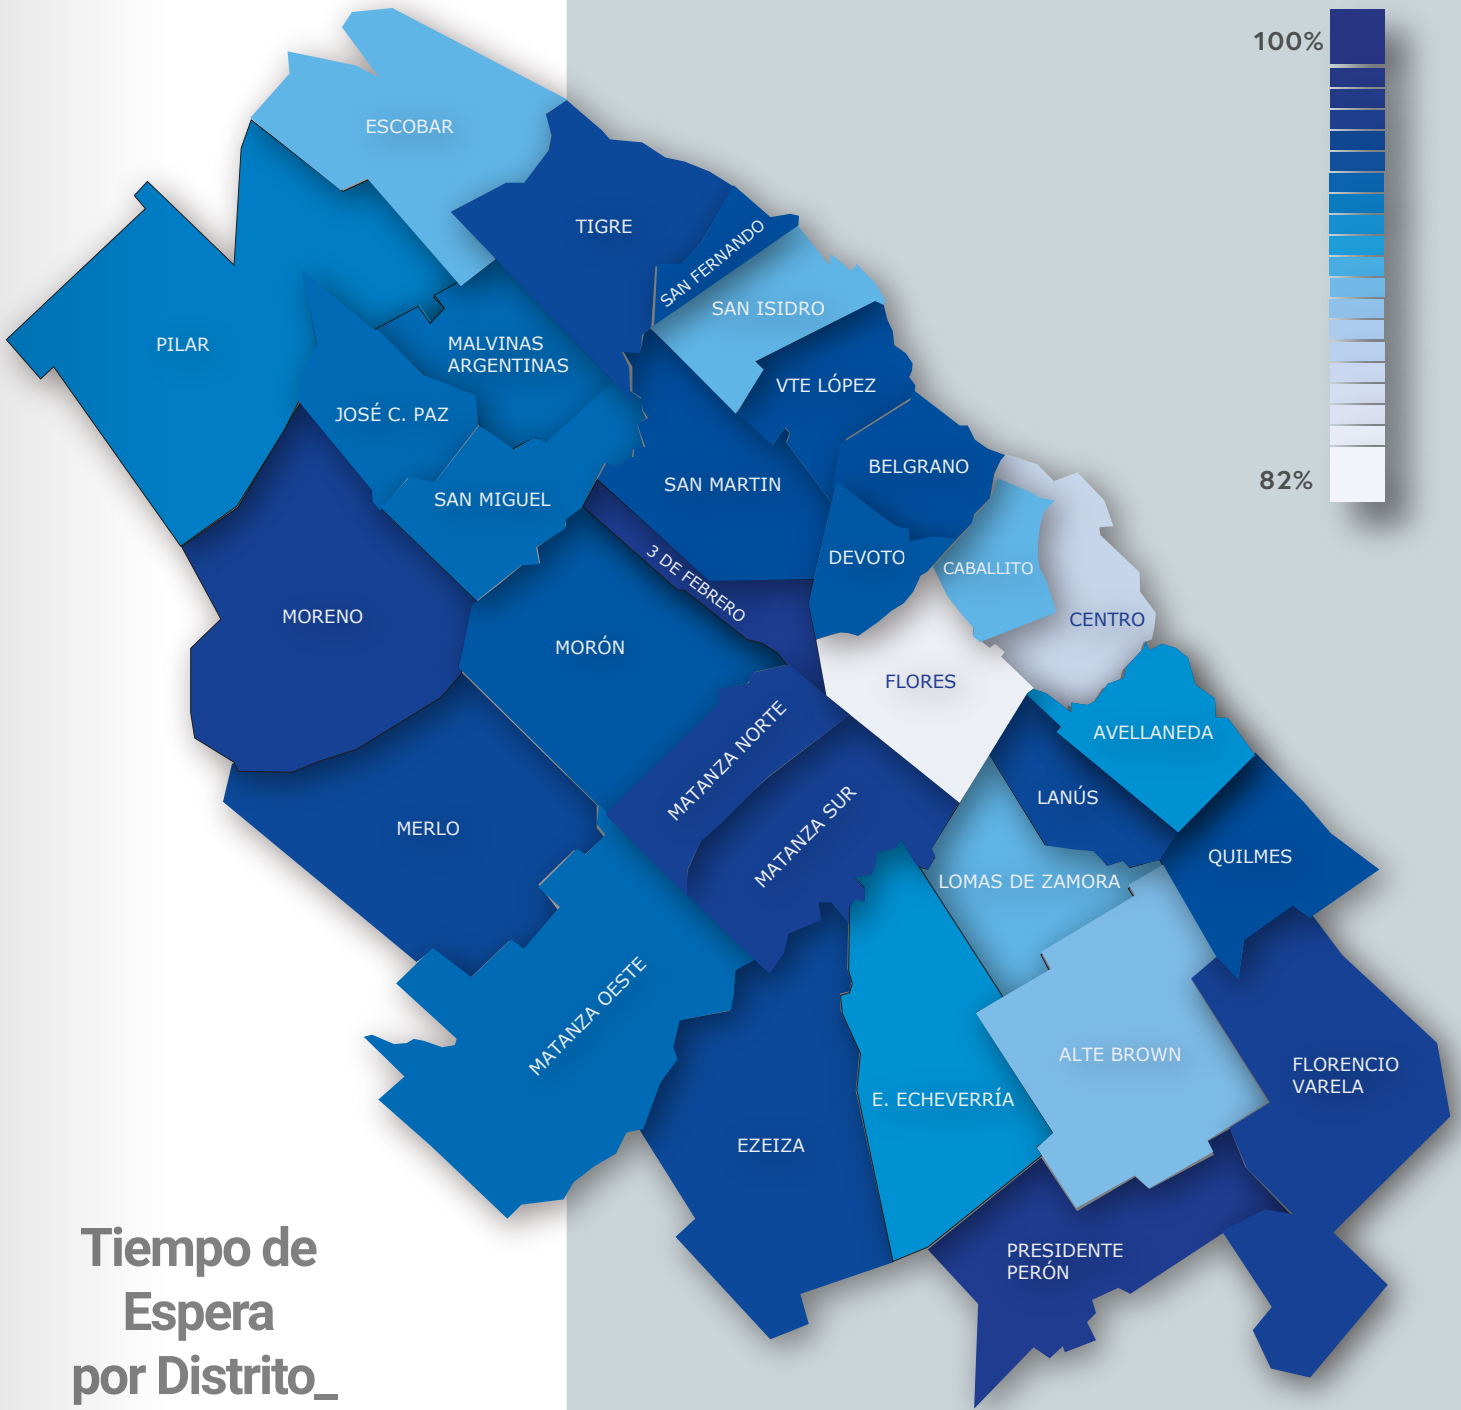 100%
ESCOBAR
TIGRE
SAN FERNANDO
SAN ISIDRO
PILAR
MALVINAS
ARGENTINAS
VTE LÓPEZ
JOSÉ C. PAZ
BELGRANO
SAN MARTIN
82%
SAN MIGUEL
DEVOTO
CABALLITO
3 DE FEBRERO
MORENO
CENTRO
MORÓN
FLORES
AVELLANEDA
MATANZA NORTE
LANÚS
MERLO
MATANZA SUR
QUILMES
LOMAS DE ZAMORA
MATANZA OESTE
ALTE BROWN
FLORENCIO
VARELA
E. ECHEVERRÍA
EZEIZA
PRESIDENTE
PERÓN
Tiempo de
Espera
por Distrito_